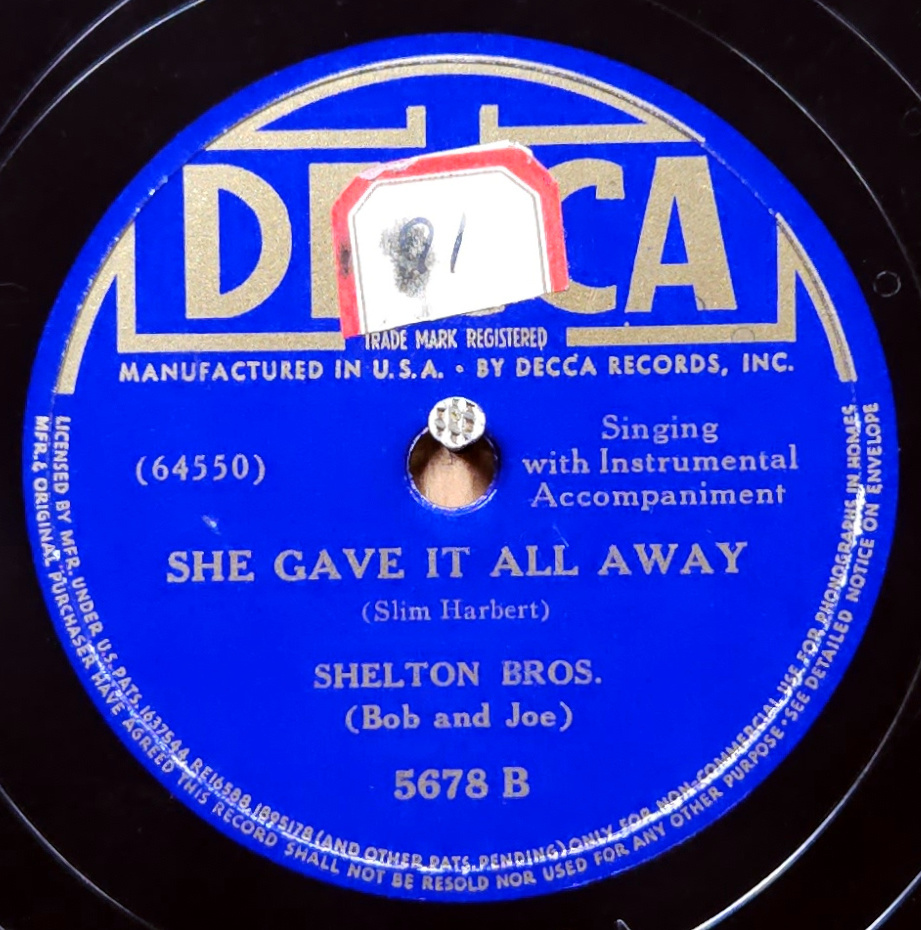 DECCA
91
TRADE MARK REGISTERED
MANUFACTURED IN U.S.A. • BY DECCA RECORDS, INC.
(64550)
Singing
with Instrumental
Accompaniment
SHE GAVE IT ALL AWAY
(Slim Harbert)
SHELTON BROS.
(Bob and Joe)
5678 B
LICENSED BY MFR. UNDER U.S. PATS. 1637544, RE16588, 1895178 (AND OTHER PATS. PENDING) ONLY FOR NON-COMMERCIAL USE FOR PHONOGRAPHS IN HOMES
MFR. & ORIGINAL PURCHASER HAVE AGREED THIS RECORD SHALL NOT BE RESOLD NOR USED FOR ANY OTHER PURPOSE • SEE DETAILED NOTICE ON ENVELOPE